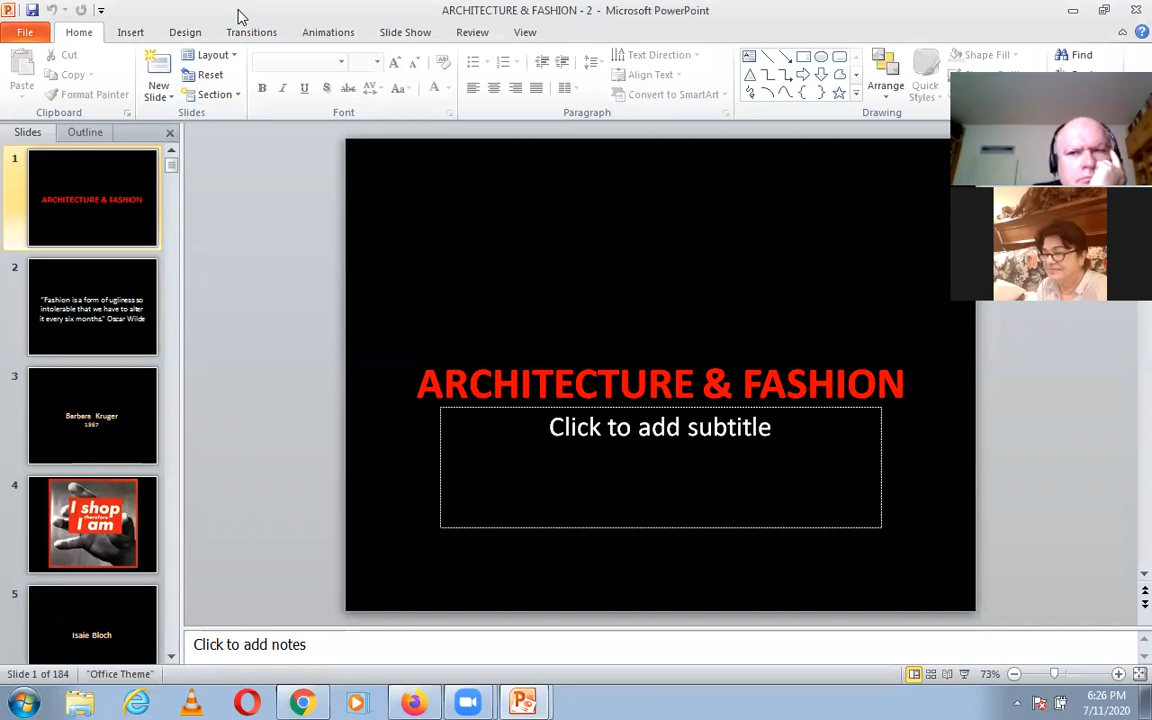 ARCHITECTURE & FASHION - 2 - Microsoft PowerPoint
File
Home
Insert
Design
Transitions
Animations
Slide Show
Review
View
Paste
Cut
Copy
Format Painter
Clipboard
New
Slide
Layout
Reset
Section
Slides
B I U S abc AV Aa A
Font
Text Direction
Align Text
Convert to SmartArt
Paragraph
Arrange
Quick
Styles
Shape Fill
Drawing
Find
Slides
Outline
1
ARCHITECTURE & FASHION
2
"Fashion is a form of ugliness so
intolerable that we have to alter
it every six months." Oscar Wilde
3
Barbara Kruger
1987
4
I shop
therefore
I am
5
Isaie Bloch
ARCHITECTURE & FASHION
Click to add subtitle
Click to add notes
Slide 1 of 184
"Office Theme"
73%
6:26 PM
7/11/2020